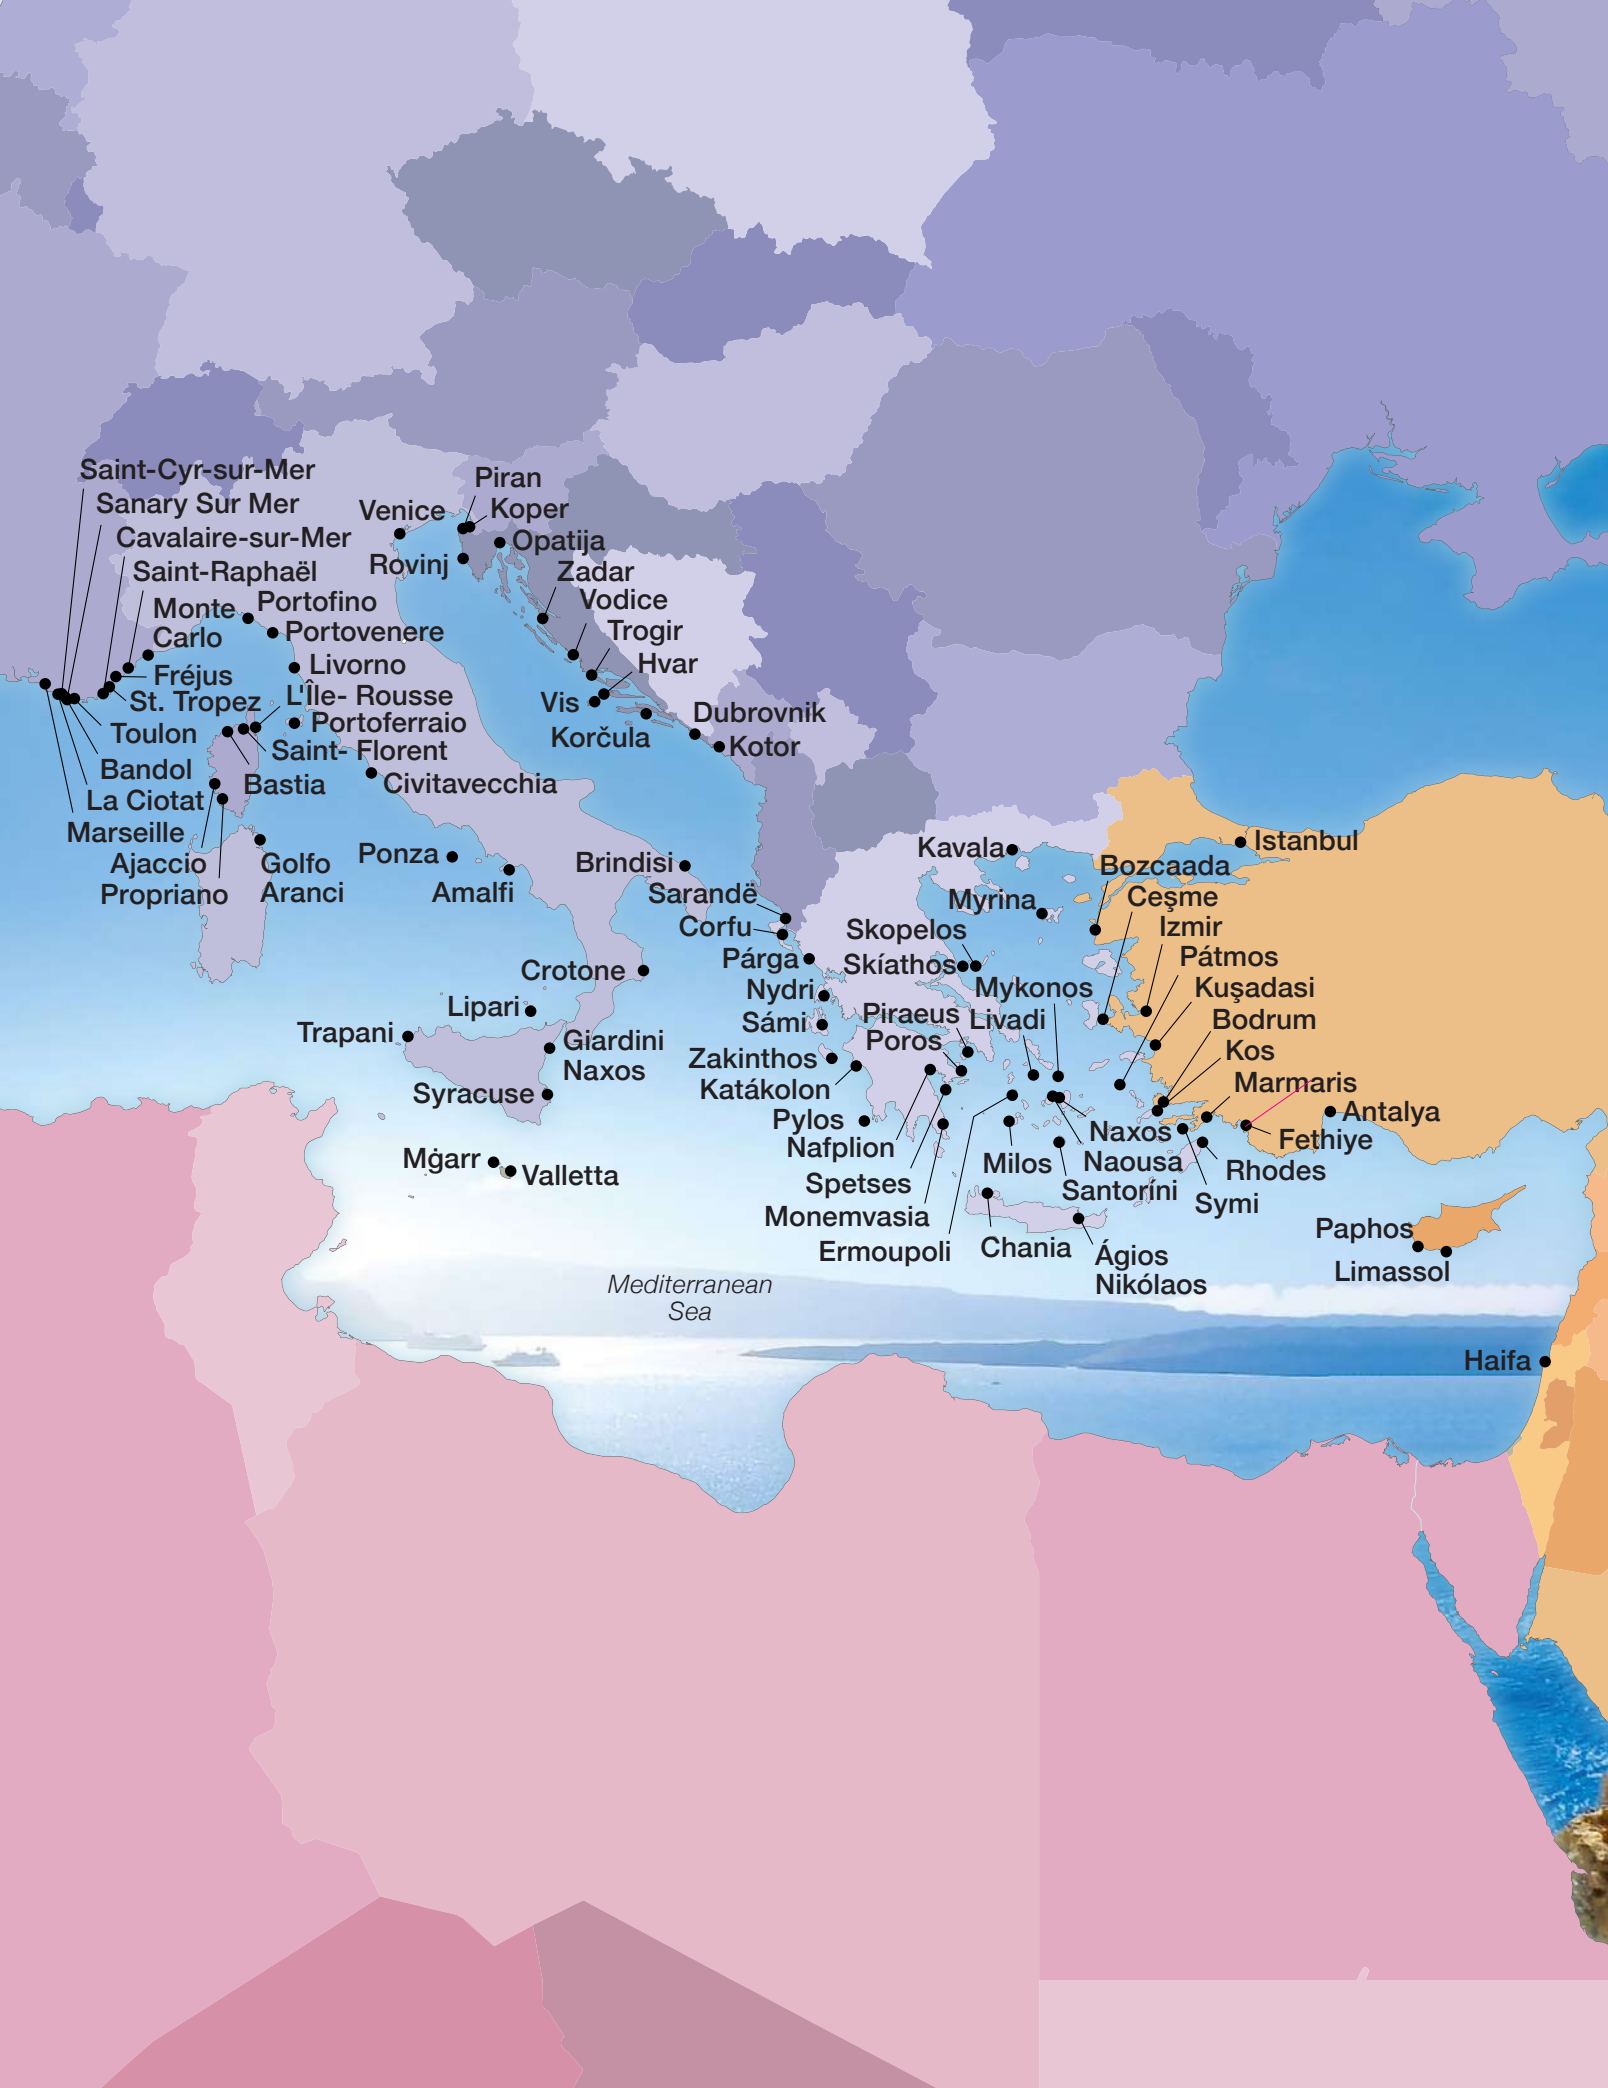 Saint-Cyr-sur-Mer
Sanary Sur Mer
Cavalaire-sur-Mer
Saint-Raphaël
Monte
Carlo
Portofino
Portovenere
Fréjus
Livorno
St. Tropez
L'Île- Rousse
Portoferraio
Toulon
Saint- Florent
Bandol
Bastia
Civitavecchia
La Ciotat
Marseille
Ajaccio
Propriano
Golfo
Aranci
Piran
Venice
Koper
Opatija
Rovinj
Zadar
Vodice
Trogir
Hvar
Vis
Korčula
Dubrovnik
Kotor
Ponza
Amalfi
Brindisi
Sarandë
Corfu
Crotone
Lipari
Trapani
Giardini
Naxos
Syracuse
Mġarr
Valletta
Párga
Nydri
Sámi
Zakinthos
Katákolon
Pylos
Nafplion
Spetses
Monemvasia
Ermoupoli
Kavala
Myrina
Skopelos
Skíathos
Mykonos
Piraeus
Livadi
Poros
Istanbul
Bozcaada
Ceşme
Izmir
Pátmos
Kuşadasi
Bodrum
Kos
Marmaris
Antalya
Fethiye
Naxos
Naousa
Rhodes
Milos
Santorini
Symi
Chania
Ágios
Nikólaos
Paphos
Limassol
Haifa
Mediterranean
Sea